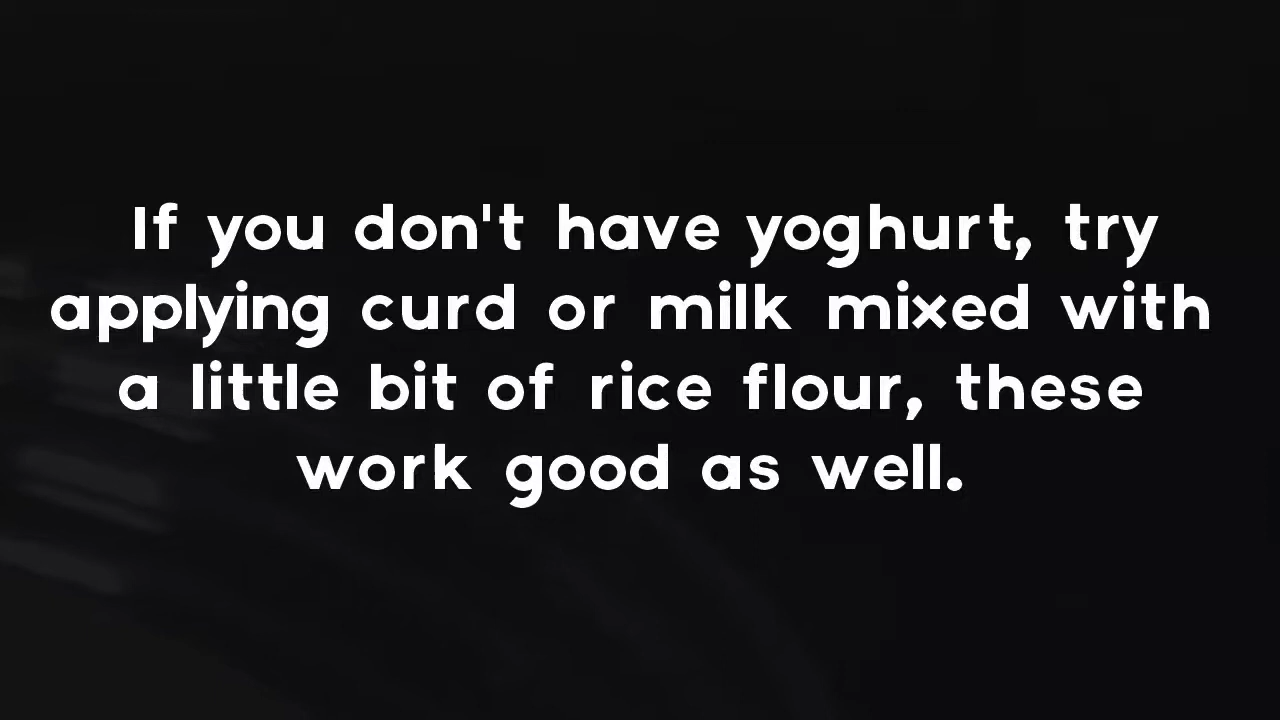 If you don't have yoghurt, try
applying curd or milk mixed with
a little bit of rice flour, these
work good as well.